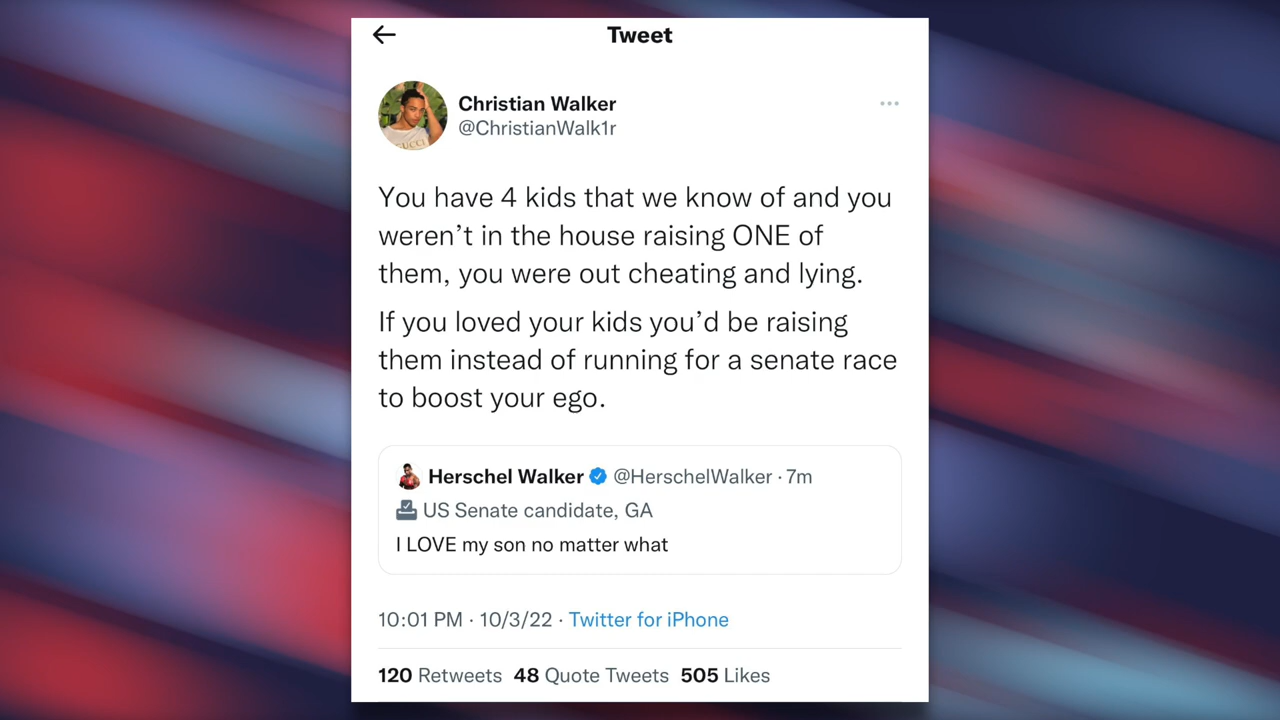 Tweet
Christian Walker
@ChristianWalk1r
You have 4 kids that we know of and you
weren’t in the house raising ONE of
them, you were out cheating and lying.
If you loved your kids you’d be raising
them instead of running for a senate race
to boost your ego.
Herschel Walker @HerschelWalker · 7m
US Senate candidate, GA
I LOVE my son no matter what
10:01 PM · 10/3/22 · Twitter for iPhone
120 Retweets 48 Quote Tweets 505 Likes
GUCCI